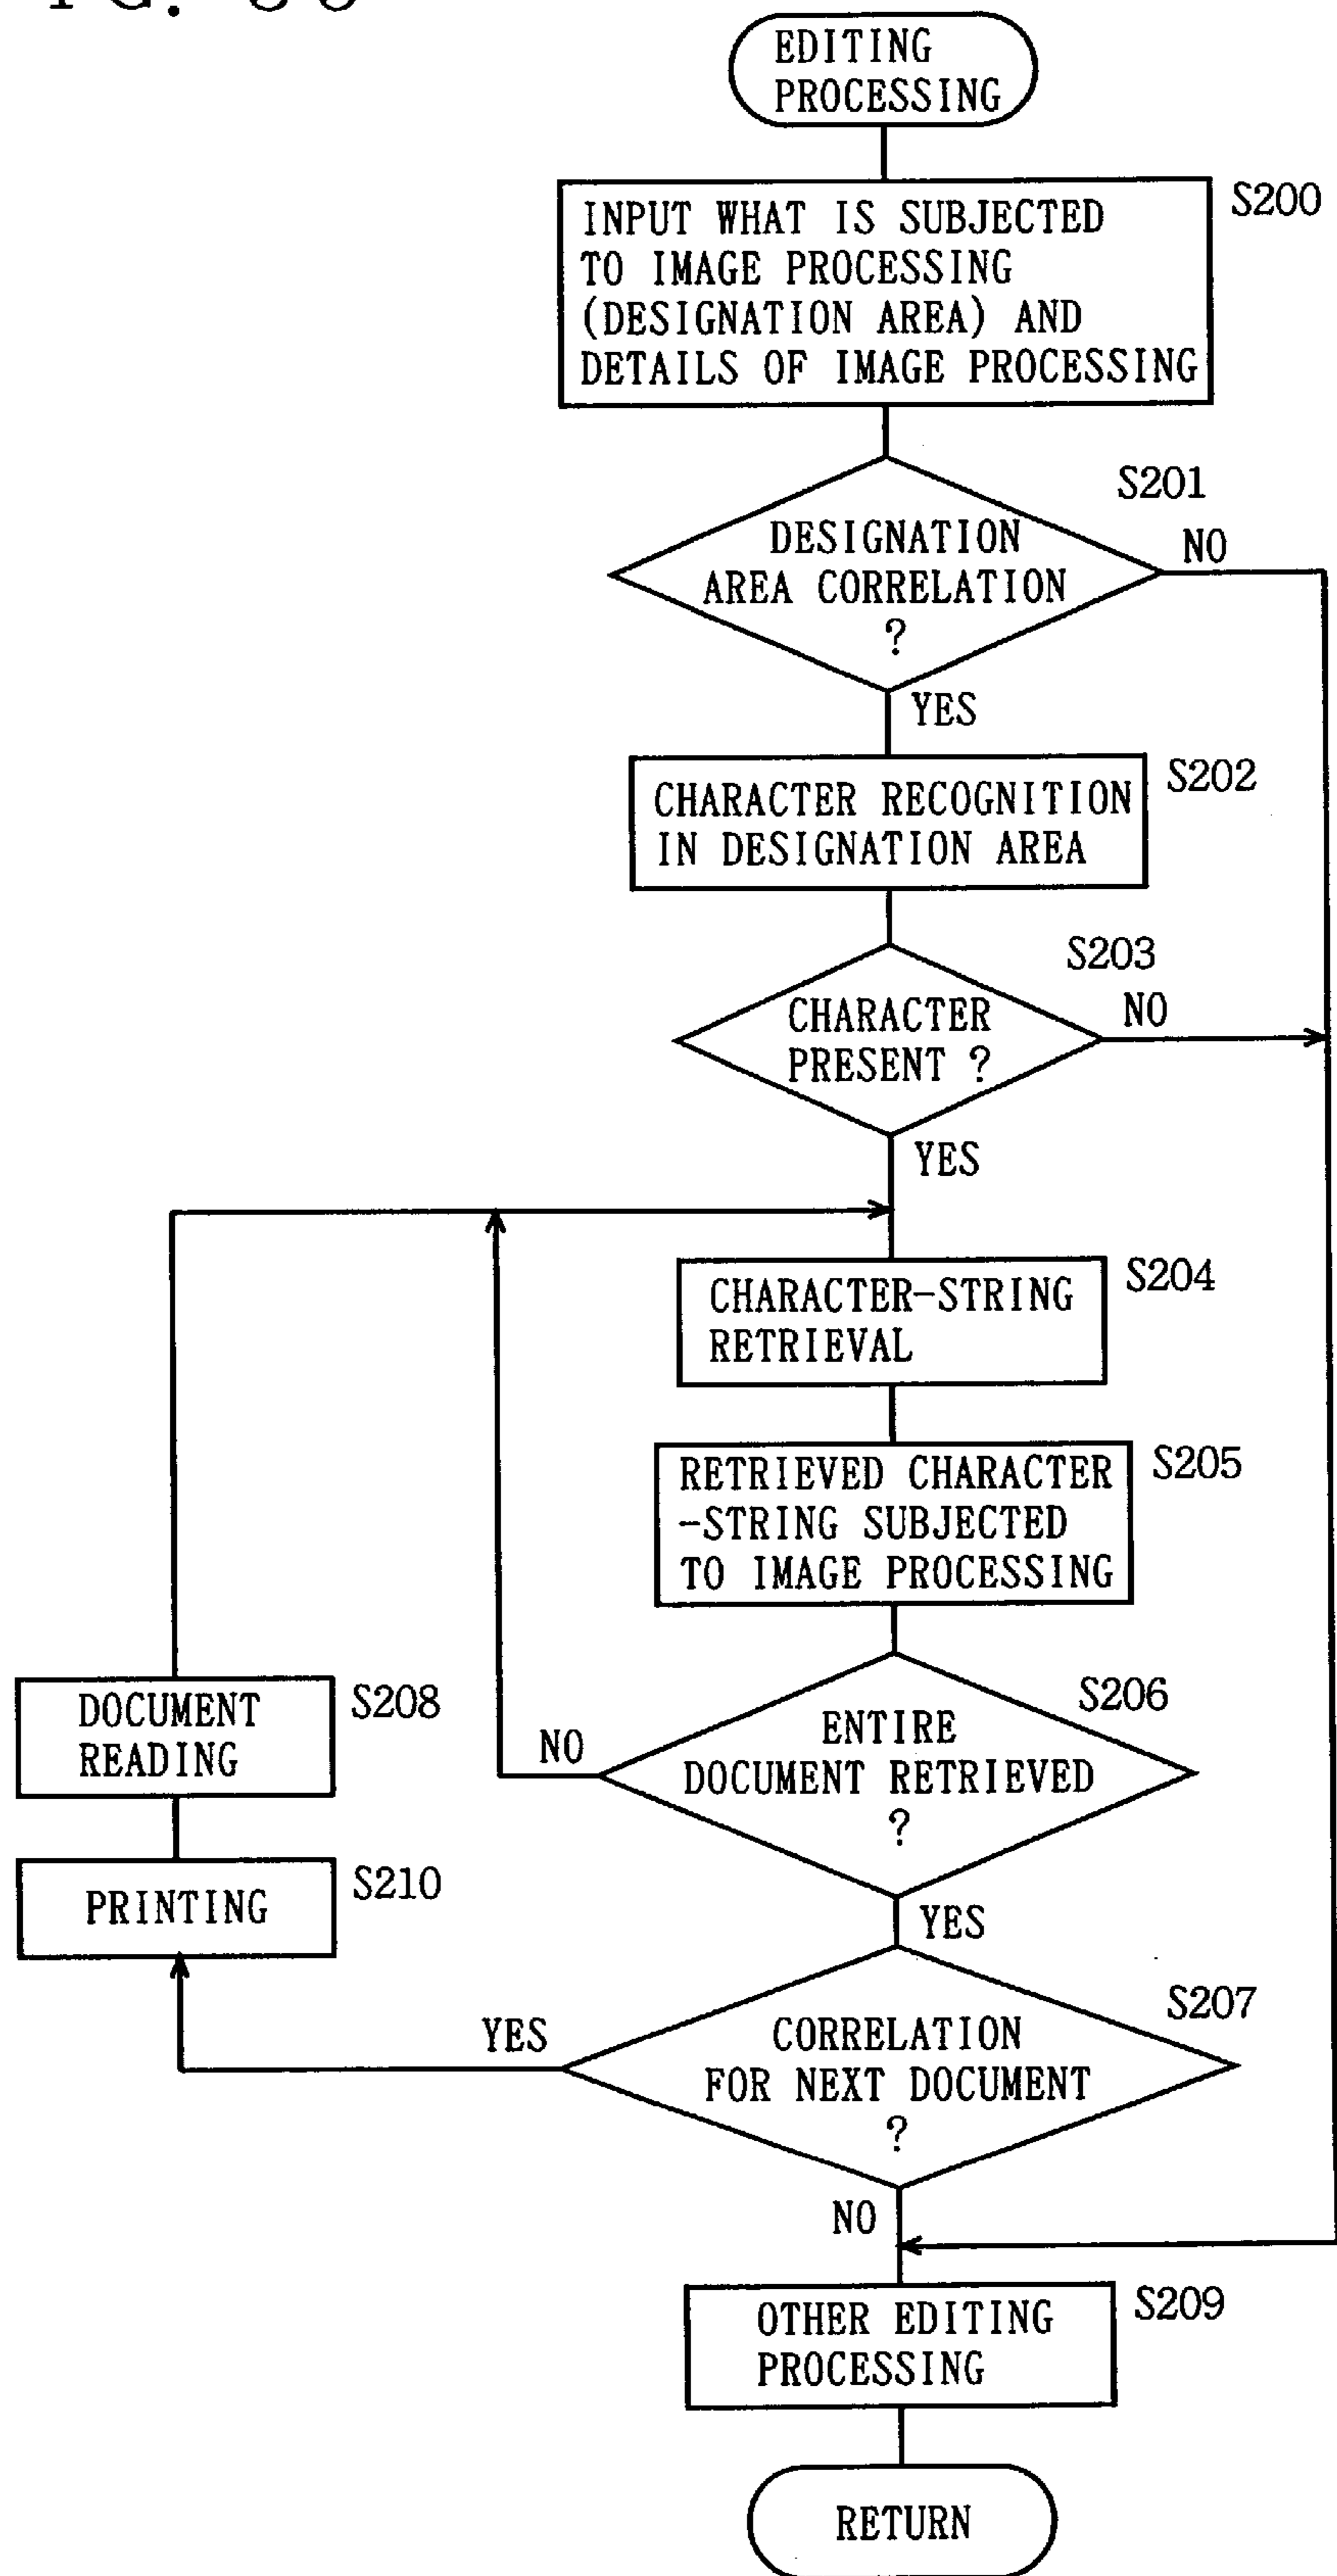 EDITING
PROCESSING
S200
INPUT WHAT IS SUBJECTED
TO IMAGE PROCESSING
(DESIGNATION AREA) AND
DETAILS OF IMAGE PROCESSING
S201
DESIGNATION
AREA CORRELATION
?
NO
YES
S202
CHARACTER RECOGNITION
IN DESIGNATION AREA
S203
CHARACTER
PRESENT ?
NO
YES
S204
CHARACTER-STRING
RETRIEVAL
S205
RETRIEVED CHARACTER
-STRING SUBJECTED
TO IMAGE PROCESSING
S206
ENTIRE
DOCUMENT RETRIEVED
?
NO
YES
S208
DOCUMENT
READING
S210
PRINTING
S207
CORRELATION
FOR NEXT DOCUMENT
?
YES
NO
S209
OTHER EDITING
PROCESSING
RETURN